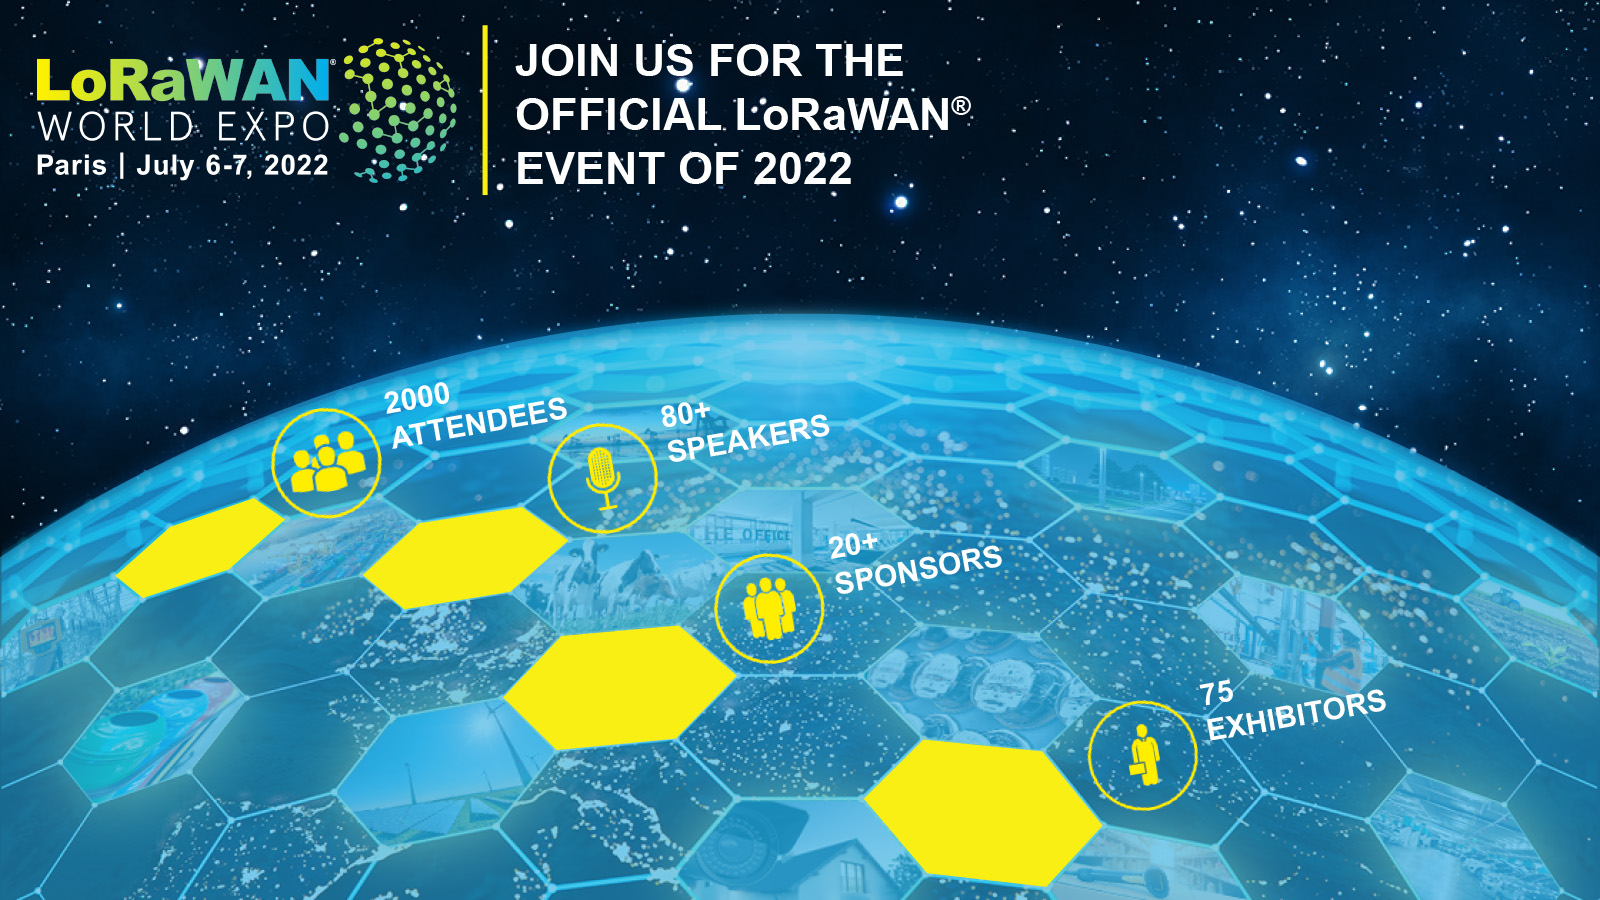 LoRaWAN®
WORLD EXPO
Paris | July 6-7, 2022
JOIN US FOR THE
OFFICIAL LoRaWAN®
EVENT OF 2022
2000
ATTENDEES
80+
SPEAKERS
20+
SPONSORS
75
EXHIBITORS
OFFICE